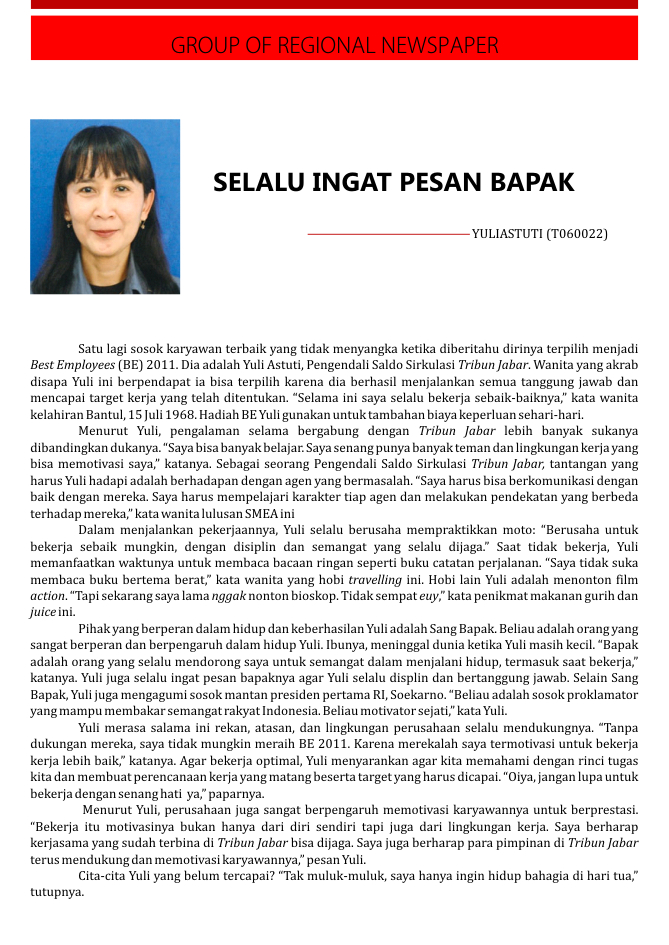 GROUP OF REGIONAL NEWSPAPER
SELALU INGAT PESAN BAPAK
YULIASTUTI (T060022)
Satu lagi sosok karyawan terbaik yang tidak menyangka ketika diberitahu dirinya terpilih menjadi
Best Employees (BE) 2011. Dia adalah Yuli Astuti, Pengendali Saldo Sirkulasi Tribun Jabar. Wanita yang akrab
disapa Yuli ini berpendapat ia bisa terpilih karena dia berhasil menjalankan semua tanggung jawab dan
mencapai target kerja yang telah ditentukan. “Selama ini saya selalu bekerja sebaik-baiknya,” kata wanita
kelahiran Bantul, 15 Juli 1968. Hadiah BE Yuli gunakan untuk tambahan biaya keperluan sehari-hari.
Menurut Yuli, pengalaman selama bergabung dengan Tribun Jabar lebih banyak sukanya
dibandingkan dukanya. “Saya bisa banyak belajar. Saya senang punya banyak teman dan lingkungan kerja yang
bisa memotivasi saya,” katanya. Sebagai seorang Pengendali Saldo Sirkulasi Tribun Jabar, tantangan yang
harus Yuli hadapi adalah berhadapan dengan agen yang bermasalah. “Saya harus bisa berkomunikasi dengan
baik dengan mereka. Saya harus mempelajari karakter tiap agen dan melakukan pendekatan yang berbeda
terhadap mereka,” kata wanita lulusan SMEA ini
Dalam menjalankan pekerjaannya, Yuli selalu berusaha mempraktikkan moto: “Berusaha untuk
bekerja sebaik mungkin, dengan disiplin dan semangat yang selalu dijaga.” Saat tidak bekerja, Yuli
memanfaatkan waktunya untuk membaca bacaan ringan seperti buku catatan perjalanan. “Saya tidak suka
membaca buku bertema berat,” kata wanita yang hobi travelling ini. Hobi lain Yuli adalah menonton film
action. “Tapi sekarang saya lama nggak nonton bioskop. Tidak sempat euy,” kata penikmat makanan gurih dan
juice ini.
Pihak yang berperan dalam hidup dan keberhasilan Yuli adalah Sang Bapak. Beliau adalah orang yang
sangat berperan dan berpengaruh dalam hidup Yuli. Ibunya, meninggal dunia ketika Yuli masih kecil. “Bapak
adalah orang yang selalu mendorong saya untuk semangat dalam menjalani hidup, termasuk saat bekerja,”
katanya. Yuli juga selalu ingat pesan bapaknya agar Yuli selalu displin dan bertanggung jawab. Selain Sang
Bapak, Yuli juga mengagumi sosok mantan presiden pertama RI, Soekarno. “Beliau adalah sosok proklamator
yang mampu membakar semangat rakyat Indonesia. Beliau motivator sejati,” kata Yuli.
Yuli merasa salama ini rekan, atasan, dan lingkungan perusahaan selalu mendukungnya. “Tanpa
dukungan mereka, saya tidak mungkin meraih BE 2011. Karena merekalah saya termotivasi untuk bekerja
kerja lebih baik,” katanya. Agar bekerja optimal, Yuli menyarankan agar kita memahami dengan rinci tugas
kita dan membuat perencanaan kerja yang matang beserta target yang harus dicapai. “Oiya, jangan lupa untuk
bekerja dengan senang hati ya,” paparnya.
Menurut Yuli, perusahaan juga sangat berpengaruh memotivasi karyawannya untuk berprestasi.
“Bekerja itu motivasinya bukan hanya dari diri sendiri tapi juga dari lingkungan kerja. Saya berharap
kerjasama yang sudah terbina di Tribun Jabar bisa dijaga. Saya juga berharap para pimpinan di Tribun Jabar
terus mendukung dan memotivasi karyawannya,” pesan Yuli.
Cita-cita Yuli yang belum tercapai? “Tak muluk-muluk, saya hanya ingin hidup bahagia di hari tua,”
tutupnya.